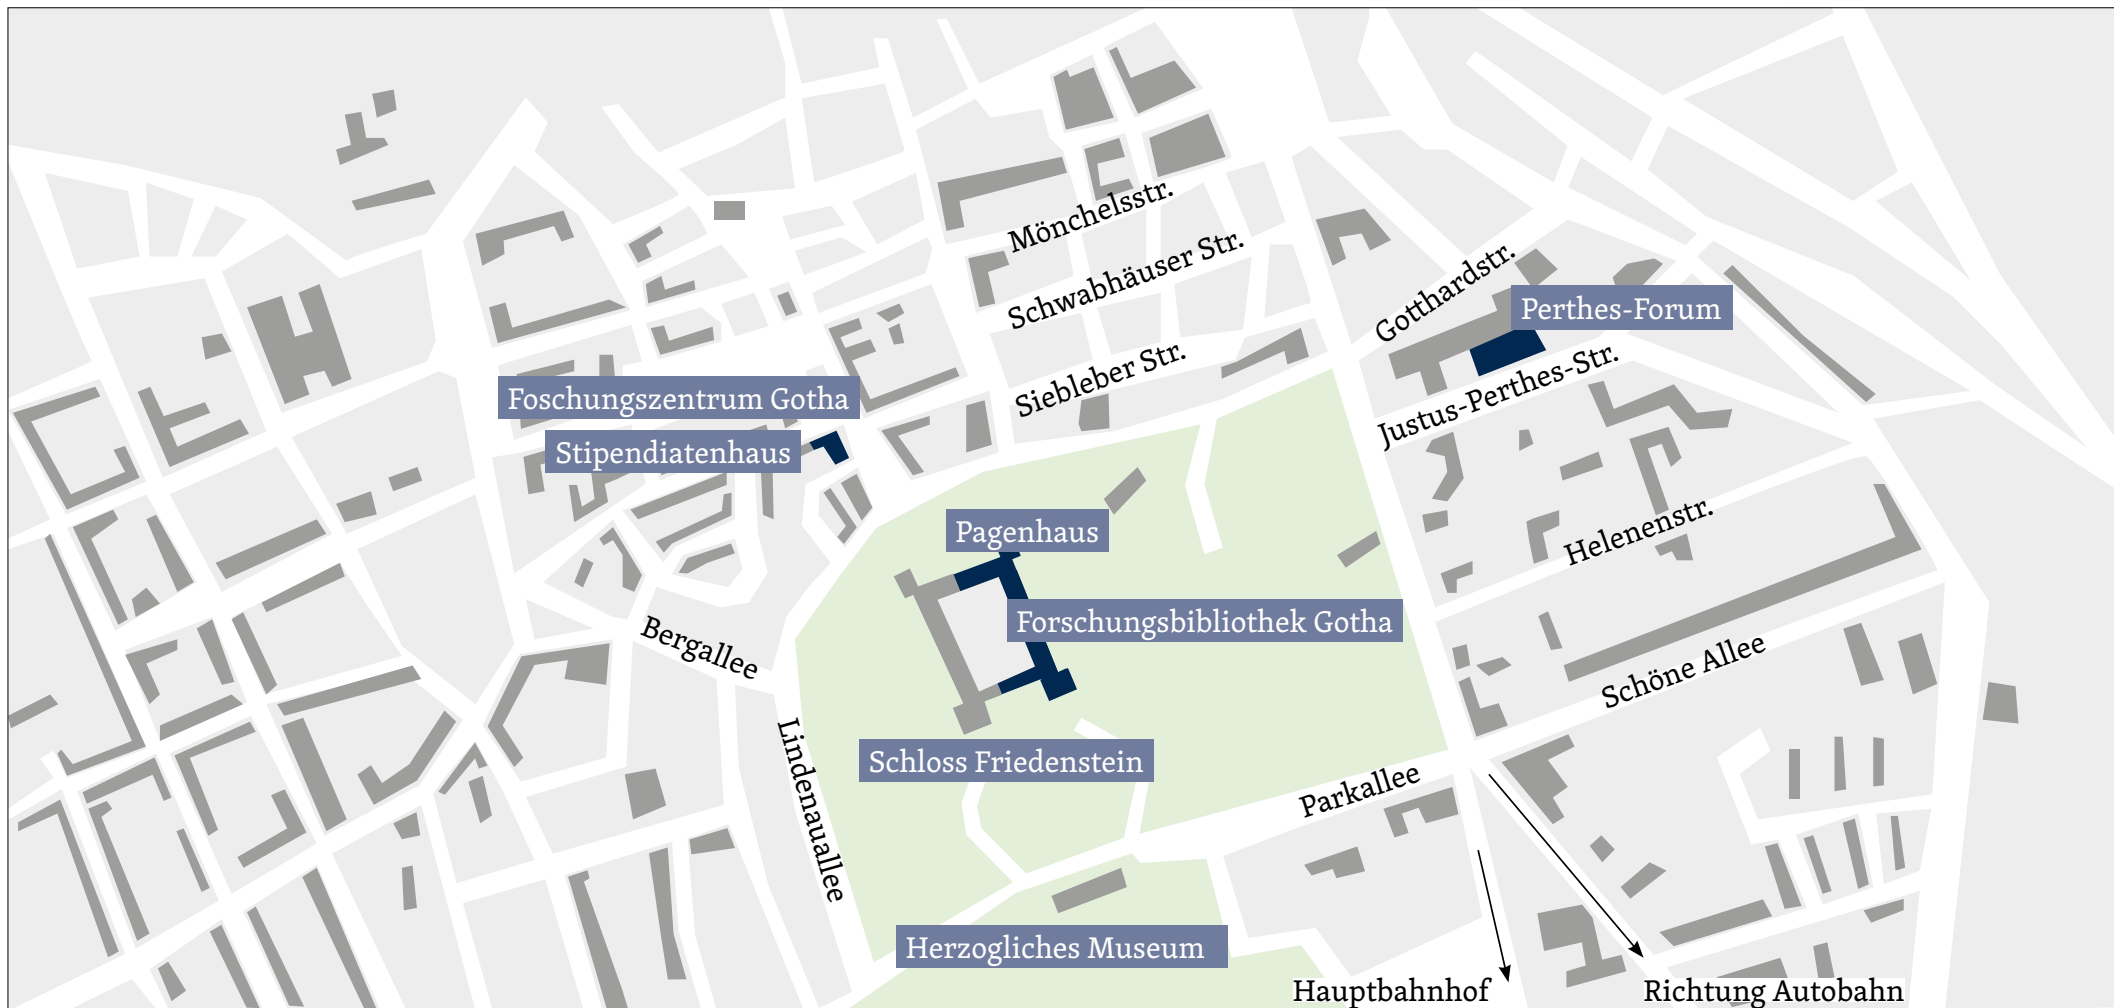 Mönchelsstr.
Schwabhäuser Str.
Gotthardstr.
Perthes-Forum
Siebleber Str.
Justus-Perthes-Str.
Foschungszentrum Gotha
Stipendiatenhaus
Pagenhaus
Helenenstr.
Forschungsbibliothek Gotha
Bergallee
Schöne Allee
Lindenauallee
Schloss Friedenstein
Parkallee
Herzogliches Museum
Hauptbahnhof
Richtung Autobahn